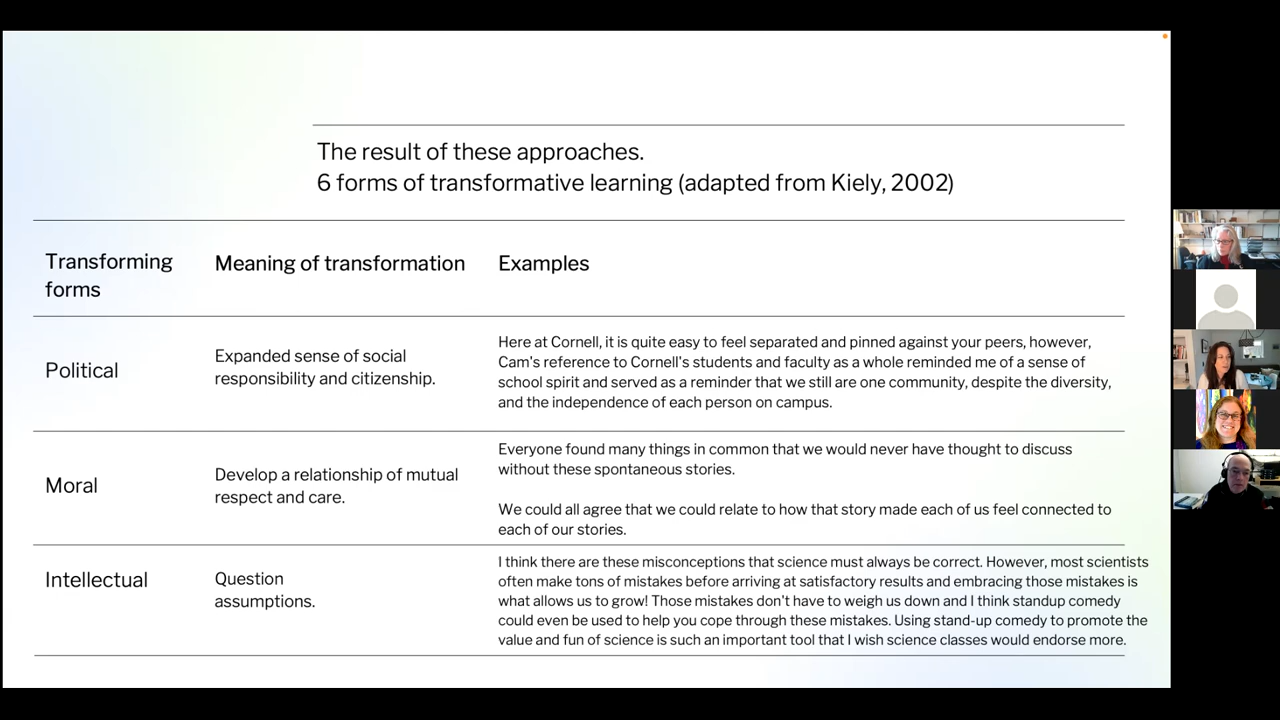 The result of these approaches.
6 forms of transformative learning (adapted from Kiely, 2002)
Transforming
forms
Meaning of transformation
Examples
Political
Expanded sense of social
responsibility and citizenship.
Here at Cornell, it is quite easy to feel separated and pinned against your peers, however,
Cam's reference to Cornell's students and faculty as a whole reminded me of a sense of
school spirit and served as a reminder that we still are one community, despite the diversity,
and the independence of each person on campus.
Moral
Develop a relationship of mutual
respect and care.
Everyone found many things in common that we would never have thought to discuss
without these spontaneous stories.
We could all agree that we could relate to how that story made each of us feel connected to
each of our stories.
Intellectual
Question
assumptions.
I think there are these misconceptions that science must always be correct. However, most scientists
often make tons of mistakes before arriving at satisfactory results and embracing those mistakes is
what allows us to grow! Those mistakes don't have to weigh us down and I think standup comedy
could even be used to help you cope through these mistakes. Using stand-up comedy to promote the
value and fun of science is such an important tool that I wish science classes would endorse more.